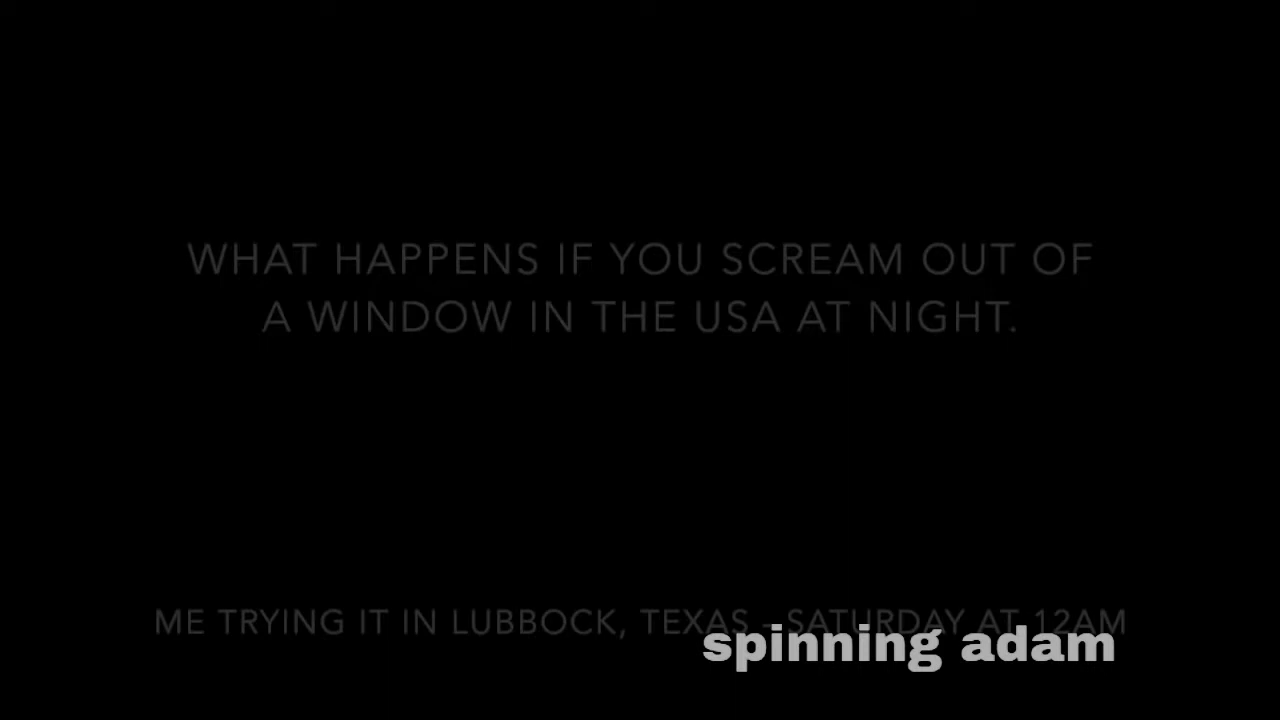 WHAT HAPPENS IF YOU SCREAM OUT OF
A WINDOW IN THE USA AT NIGHT.
ME TRYING IT IN LUBBOCK, TEXAS - SATURDAY AT 12AM
spinning adam